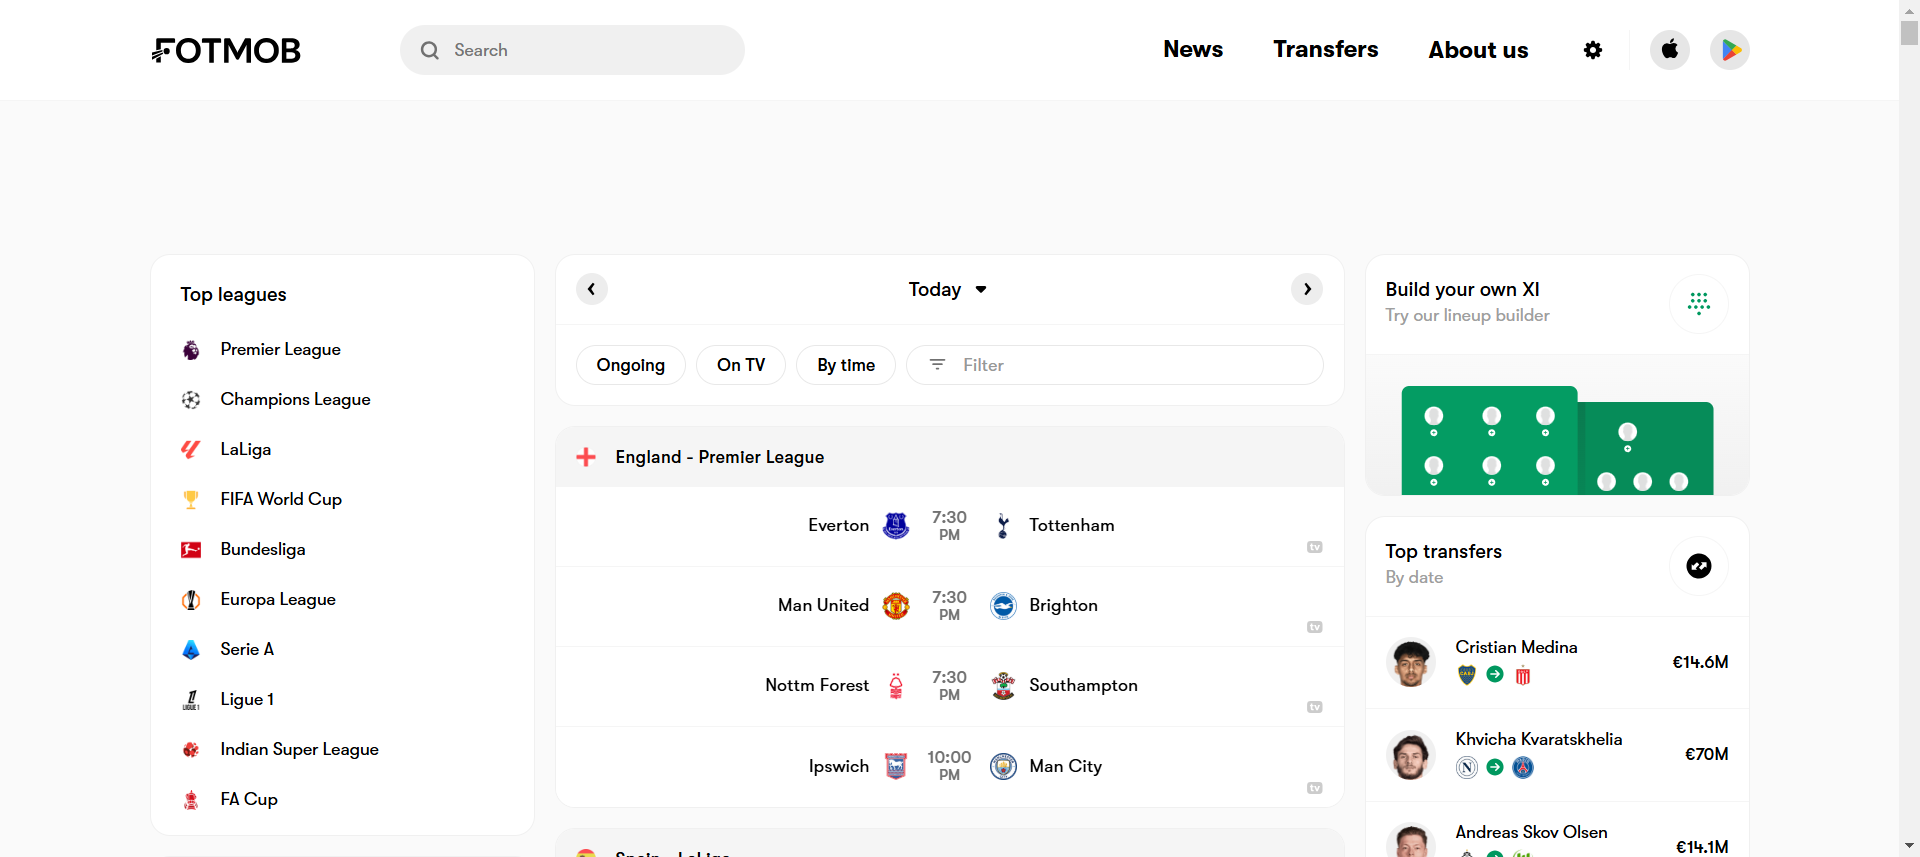 FOTMOB
Search
News
Transfers
About us
Top leagues
Premier League
Champions League
LaLiga
FIFA World Cup
Bundesliga
Europa League
Serie A
Ligue 1
Indian Super League
FA Cup
Today
Ongoing
On TV
By time
Filter
England - Premier League
Everton 7:30 PM Tottenham
tv
Man United 7:30 PM Brighton
tv
Nottm Forest 7:30 PM Southampton
tv
Ipswich 10:00 PM Man City
tv
Build your own XI
Try our lineup builder
Top transfers
By date
Cristian Medina
€14.6M
Khvicha Kvaratskhelia
€70M
Andreas Skov Olsen
€14.1M